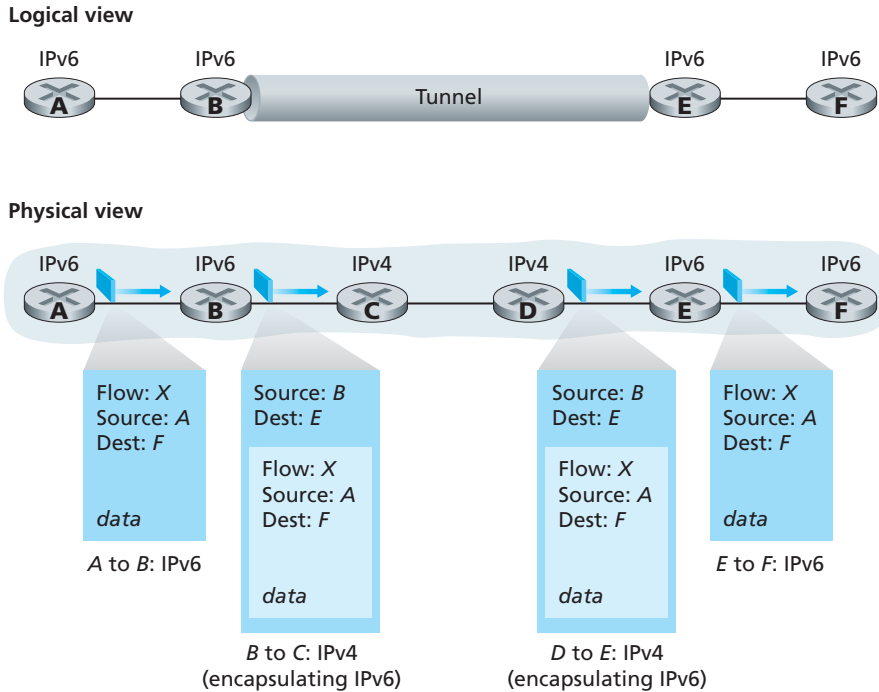 Logical view
IPv6 IPv6 IPv6 IPv6
A B Tunnel E F
Physical view
IPv6 IPv6 IPv4 IPv4 IPv6 IPv6
A B C D E F
Flow: X
Source: A
Dest: F
data
A to B: IPv6
Source: B
Dest: E
Flow: X
Source: A
Dest: F
data
B to C: IPv4
(encapsulating IPv6)
Source: B
Dest: E
Flow: X
Source: A
Dest: F
data
D to E: IPv4
(encapsulating IPv6)
Flow: X
Source: A
Dest: F
data
E to F: IPv6